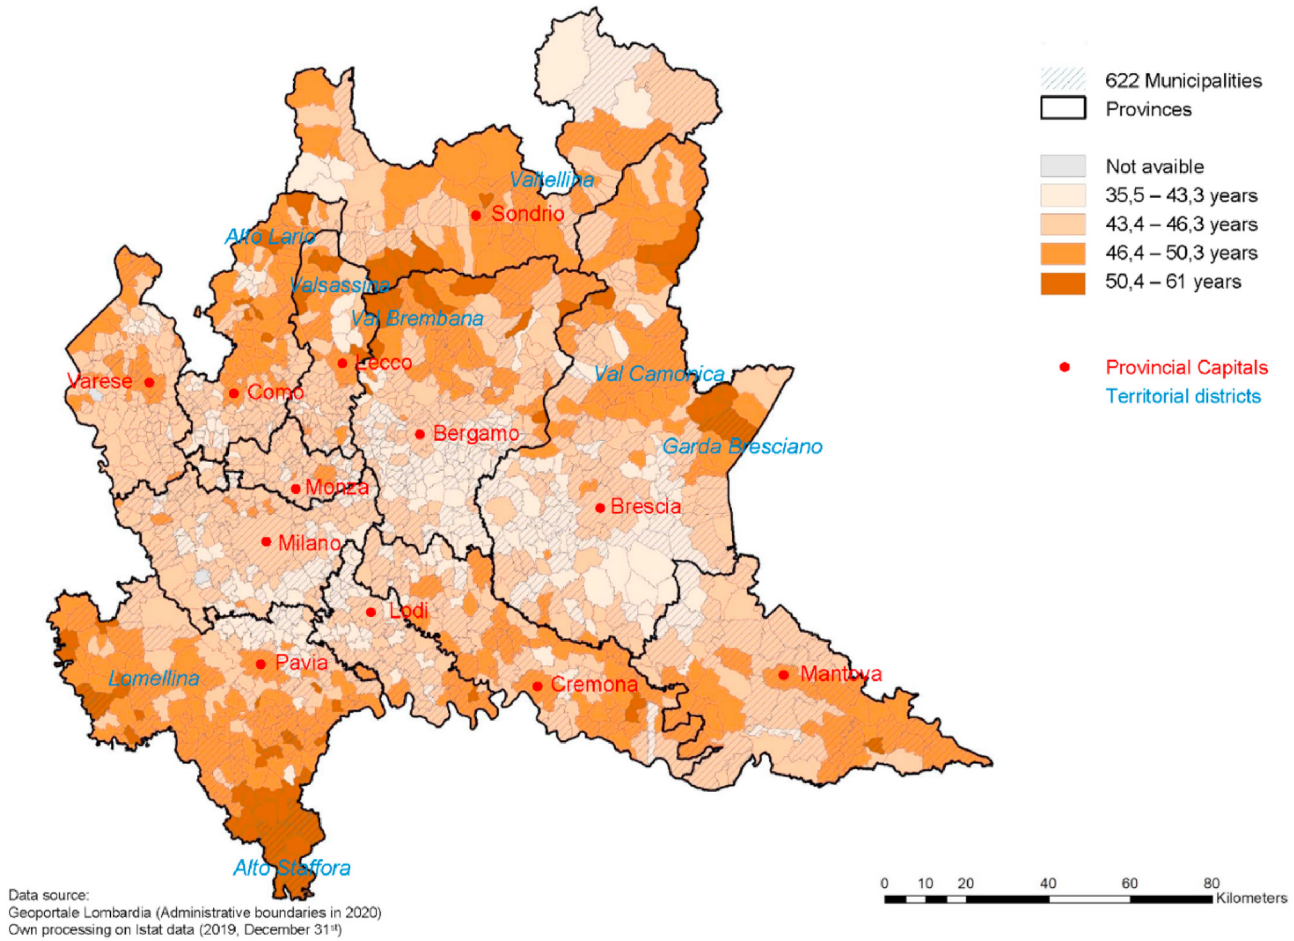 622 Municipalities
Provinces
Not avaible
35,5 – 43,3 years
43,4 – 46,3 years
46,4 – 50,3 years
50,4 – 61 years
Provincial Capitals
Territorial districts
Valtellina
Sondrio
Alto Lario
Valsassina
Val Brembana
Lecco
Varese
Como
Val Camonica
Bergamo
Garda Bresciano
Monza
Brescia
Milano
Lodi
Pavia
Lomellina
Cremona
Mantova
Alto Staffora
0 10 20 40 60 80
Kilometers
Data source:
Geoportale Lombardia (Administrative boundaries in 2020)
Own processing on Istat data (2019, December 31st)